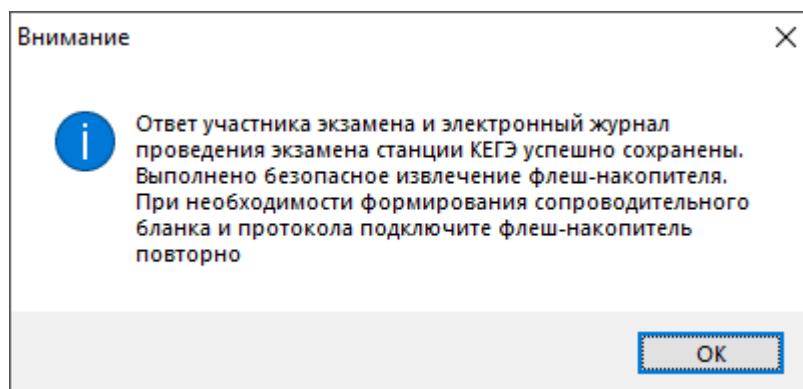 Внимание
Ответ участника экзамена и электронный журнал
проведения экзамена станции КЕГЭ успешно сохранены.
Выполнено безопасное извлечение флеш-накопителя.
При необходимости формирования сопроводительного
бланка и протокола подключите флеш-накопитель
повторно
ОК